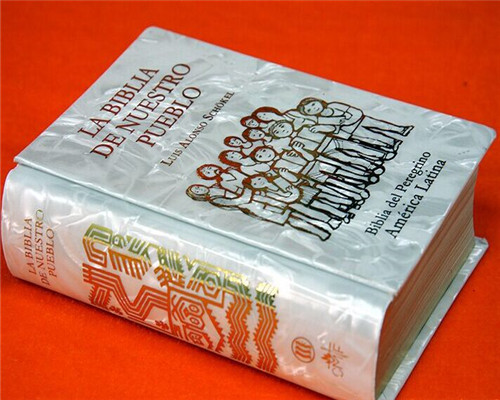 LA BIBLIA
DE NUESTRO
PUEBLO
LUIS ALONSO SCHÖKEL
Biblia del Peregrino
América Latina
LA BIBLIA
DE NUESTRO
PUEBLO